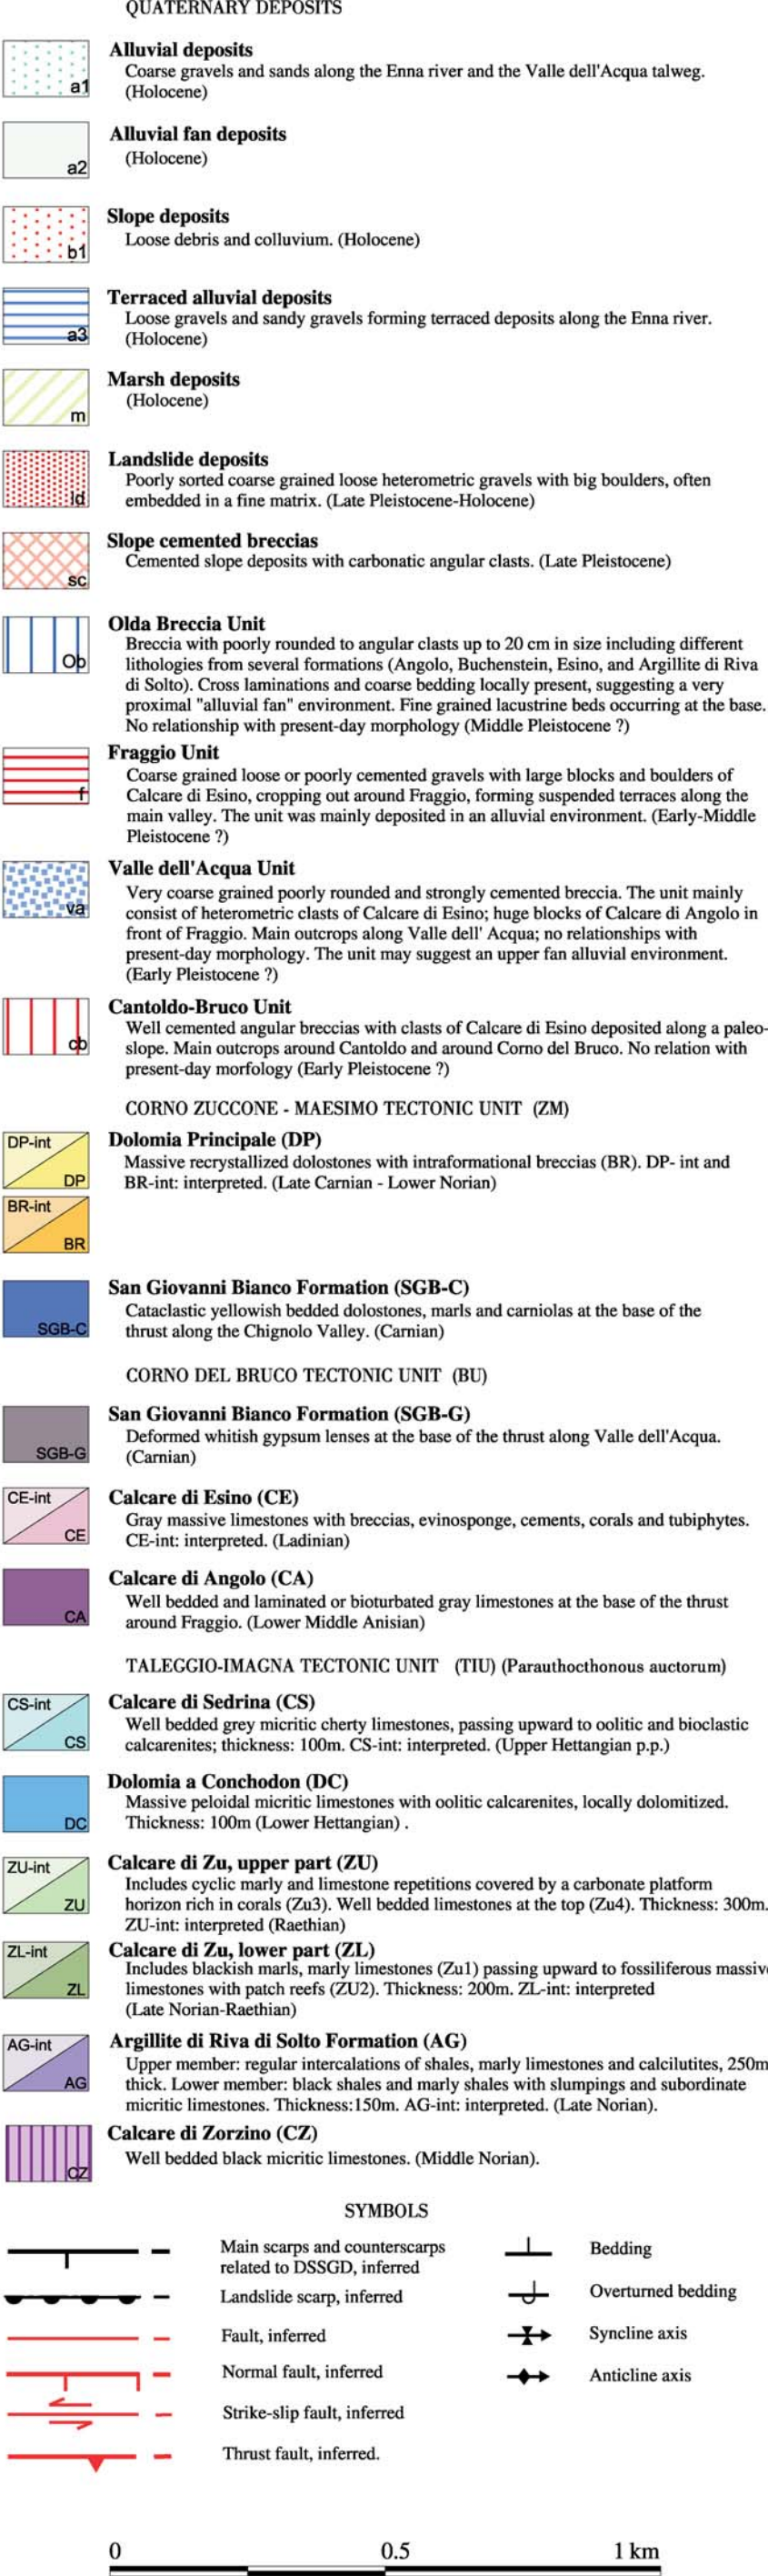 QUATERNARY DEPOSITS
Alluvial deposits
Coarse gravels and sands along the Enna river and the Valle dell'Acqua talweg.
(Holocene)
a1
Alluvial fan deposits
(Holocene)
a2
Slope deposits
Loose debris and colluvium. (Holocene)
b1
Terraced alluvial deposits
Loose gravels and sandy gravels forming terraced deposits along the Enna river.
(Holocene)
a3
Marsh deposits
(Holocene)
m
Landslide deposits
Poorly sorted coarse grained loose heterometric gravels with big boulders, often
embedded in a fine matrix. (Late Pleistocene-Holocene)
ld
Slope cemented breccias
Cemented slope deposits with carbonatic angular clasts. (Late Pleistocene)
sc
Olda Breccia Unit
Breccia with poorly rounded to angular clasts up to 20 cm in size including different
lithologies from several formations (Angolo, Buchenstein, Esino, and Argillite di Riva
di Solto). Cross laminations and coarse bedding locally present, suggesting a very
proximal "alluvial fan" environment. Fine grained lacustrine beds occurring at the base.
No relationship with present-day morphology (Middle Pleistocene ?)
Ob
Fraggio Unit
Coarse grained loose or poorly cemented gravels with large blocks and boulders of
Calcare di Esino, cropping out around Fraggio, forming suspended terraces along the
main valley. The unit was mainly deposited in an alluvial environment. (Early-Middle
Pleistocene ?)
f
Valle dell'Acqua Unit
Very coarse grained poorly rounded and strongly cemented breccia. The unit mainly
consist of heterometric clasts of Calcare di Esino; huge blocks of Calcare di Angolo in
front of Fraggio. Main outcrops along Valle dell' Acqua; no relationships with
present-day morphology. The unit may suggest an upper fan alluvial environment.
(Early Pleistocene ?)
va
Cantoldo-Bruco Unit
Well cemented angular breccias with clasts of Calcare di Esino deposited along a paleo-
slope. Main outcrops around Cantoldo and around Corno del Bruco. No relation with
present-day morfology (Early Pleistocene ?)
cb
CORNO ZUCCONE - MAESIMO TECTONIC UNIT (ZM)
DP-int
DP
Dolomia Principale (DP)
Massive recrystallized dolostones with intraformational breccias (BR). DP- int and
BR-int: interpreted. (Late Carnian - Lower Norian)
BR-int
BR
San Giovanni Bianco Formation (SGB-C)
Cataclastic yellowish bedded dolostones, marls and carniolas at the base of the
thrust along the Chignolo Valley. (Carnian)
SGB-C
CORNO DEL BRUCO TECTONIC UNIT (BU)
San Giovanni Bianco Formation (SGB-G)
Deformed whitish gypsum lenses at the base of the thrust along Valle dell'Acqua.
(Carnian)
SGB-G
CE-int
CE
Calcare di Esino (CE)
Gray massive limestones with breccias, evinosponge, cements, corals and tubiphytes.
CE-int: interpreted. (Ladinian)
Calcare di Angolo (CA)
Well bedded and laminated or bioturbated gray limestones at the base of the thrust
around Fraggio. (Lower Middle Anisian)
CA
TALEGGIO-IMAGNA TECTONIC UNIT (TIU) (Parauthocthonous auctorum)
CS-int
CS
Calcare di Sedrina (CS)
Well bedded grey micritic cherty limestones, passing upward to oolitic and bioclastic
calcarenites; thickness: 100m. CS-int: interpreted. (Upper Hettangian p.p.)
Dolomia a Conchodon (DC)
Massive peloidal micritic limestones with oolitic calcarenites, locally dolomitized.
Thickness: 100m (Lower Hettangian) .
DC
ZU-int
ZU
Calcare di Zu, upper part (ZU)
Includes cyclic marly and limestone repetitions covered by a carbonate platform
horizon rich in corals (Zu3). Well bedded limestones at the top (Zu4). Thickness: 300m.
ZU-int: interpreted (Raethian)
ZL-int
ZL
Calcare di Zu, lower part (ZL)
Includes blackish marls, marly limestones (Zu1) passing upward to fossiliferous massive
limestones with patch reefs (ZU2). Thickness: 200m. ZL-int: interpreted
(Late Norian-Raethian)
AG-int
AG
Argillite di Riva di Solto Formation (AG)
Upper member: regular intercalations of shales, marly limestones and calcilutites, 250m
thick. Lower member: black shales and marly shales with slumpings and subordinate
micritic limestones. Thickness:150m. AG-int: interpreted. (Late Norian).
Calcare di Zorzino (CZ)
Well bedded black micritic limestones. (Middle Norian).
CZ
SYMBOLS
Main scarps and counterscarps
related to DSSGD, inferred
Landslide scarp, inferred
Fault, inferred
Normal fault, inferred
Strike-slip fault, inferred
Thrust fault, inferred.
Bedding
Overturned bedding
Syncline axis
Anticline axis
0 0.5 1 km